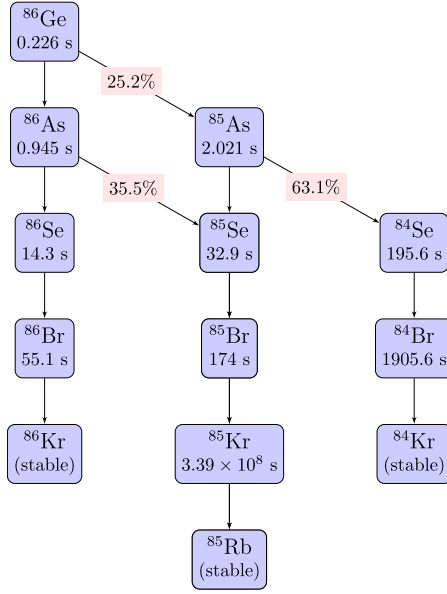 ⁸⁶Ge
0.226 s
25.2%
⁸⁶As
0.945 s
⁸⁵As
2.021 s
35.5%
63.1%
⁸⁶Se
14.3 s
⁸⁵Se
32.9 s
⁸⁴Se
195.6 s
⁸⁶Br
55.1 s
⁸⁵Br
174 s
⁸⁴Br
1905.6 s
⁸⁶Kr
(stable)
⁸⁵Kr
3.39 × 10⁸ s
⁸⁴Kr
(stable)
⁸⁵Rb
(stable)